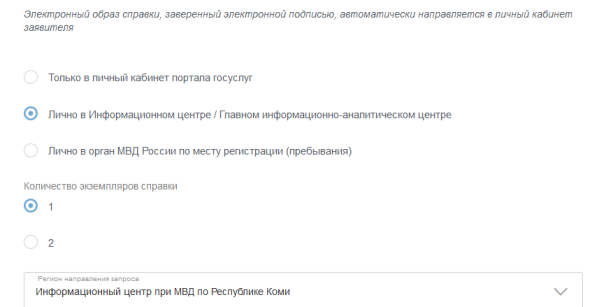 Электронный образ справки, заверенный электронной подписью, автоматически направляется в личный кабинет
заявителя
Только в личный кабинет портала госуслуг
Лично в Информационном центре / Главном информационно-аналитическом центре
Лично в орган МВД России по месту регистрации (пребывания)
Количество экземпляров справки
1
2
Регион направления запроса
Информационный центр при МВД по Республике Коми